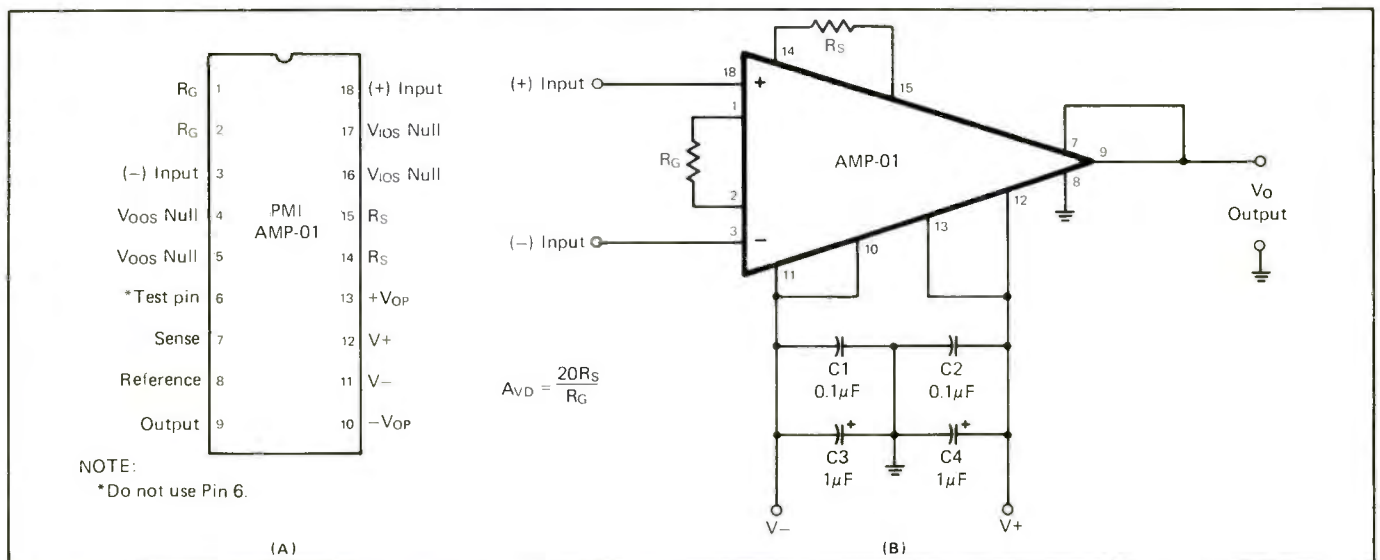 RG 1
RG 2
(−) Input 3
VOOS Null 4
VOOS Null 5
*Test pin 6
Sense 7
Reference 8
Output 9
PMI
AMP-01
18 (+) Input
17 VIOS Null
16 VIOS Null
15 RS
14 RS
13 +VOP
12 V+
11 V−
10 −VOP
NOTE:
*Do not use Pin 6.
(A)
14
RS
15
(+) Input
18
+
1
RG
2
(−) Input
3
−
AMP-01
7
9
8
12
13
10
11
VO
Output
AVD = 20RS
RG
C1
0.1µF
C2
0.1µF
+
C3
1µF
+
C4
1µF
V−
V+
(B)